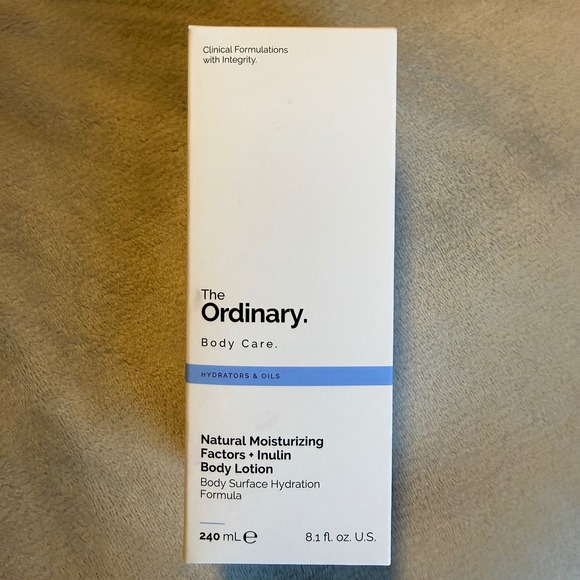 Clinical Formulations
with Integrity.
The
Ordinary.
Body Care.
HYDRATORS & OILS
Natural Moisturizing
Factors + Inulin
Body Lotion
Body Surface Hydration
Formula
240 mL ℮ 8.1 fl. oz. U.S.